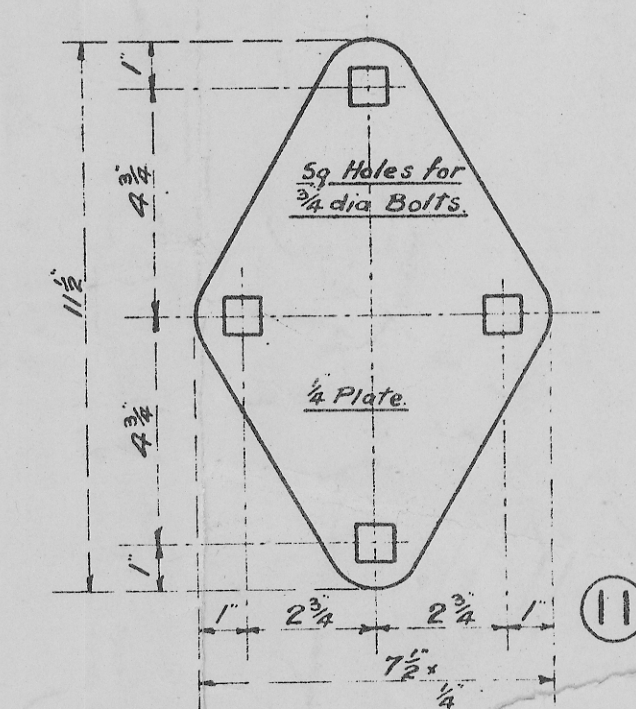 1"
4 3/4"
11 1/2"
4 3/4"
1"
Sq Holes for
3/4 dia Bolts.
1/4 Plate.
1" 2 3/4" 2 3/4" 1"
7 1/2" x
1/4"
11